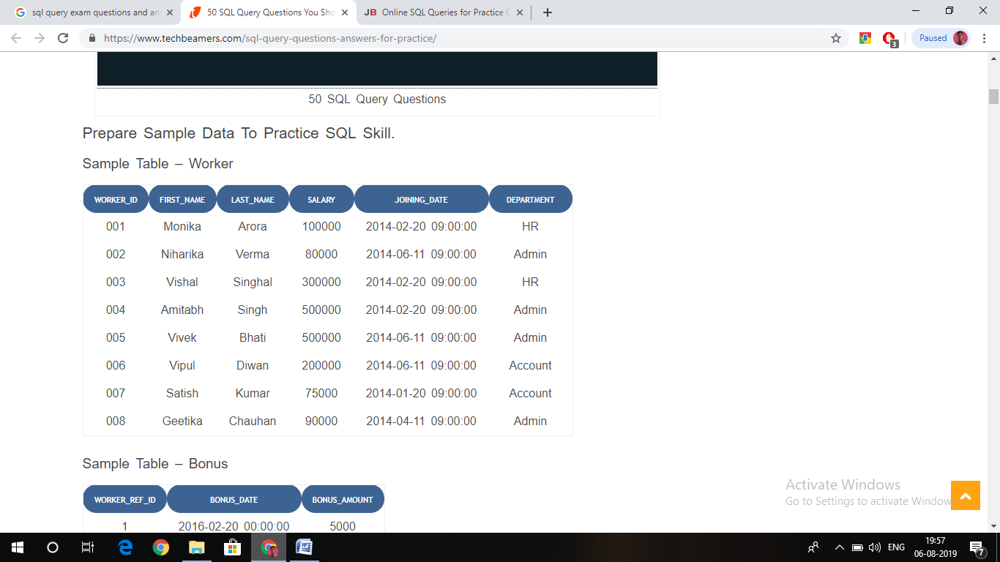 sql query exam questions and an
50 SQL Query Questions You Sho
JB Online SQL Queries for Practice
https://www.techbeamers.com/sql-query-questions-answers-for-practice/
3
Paused
50 SQL Query Questions
Prepare Sample Data To Practice SQL Skill.
Sample Table – Worker
WORKER_ID FIRST_NAME LAST_NAME SALARY JOINING_DATE DEPARTMENT
001 Monika Arora 100000 2014-02-20 09:00:00 HR
002 Niharika Verma 80000 2014-06-11 09:00:00 Admin
003 Vishal Singhal 300000 2014-02-20 09:00:00 HR
004 Amitabh Singh 500000 2014-02-20 09:00:00 Admin
005 Vivek Bhati 500000 2014-06-11 09:00:00 Admin
006 Vipul Diwan 200000 2014-06-11 09:00:00 Account
007 Satish Kumar 75000 2014-01-20 09:00:00 Account
008 Geetika Chauhan 90000 2014-04-11 09:00:00 Admin
Sample Table – Bonus
WORKER_REF_ID BONUS_DATE BONUS_AMOUNT
1 2016-02-20 00:00:00 5000
Activate Windows
Go to Settings to activate Window
ENG
19:57
06-08-2019
7